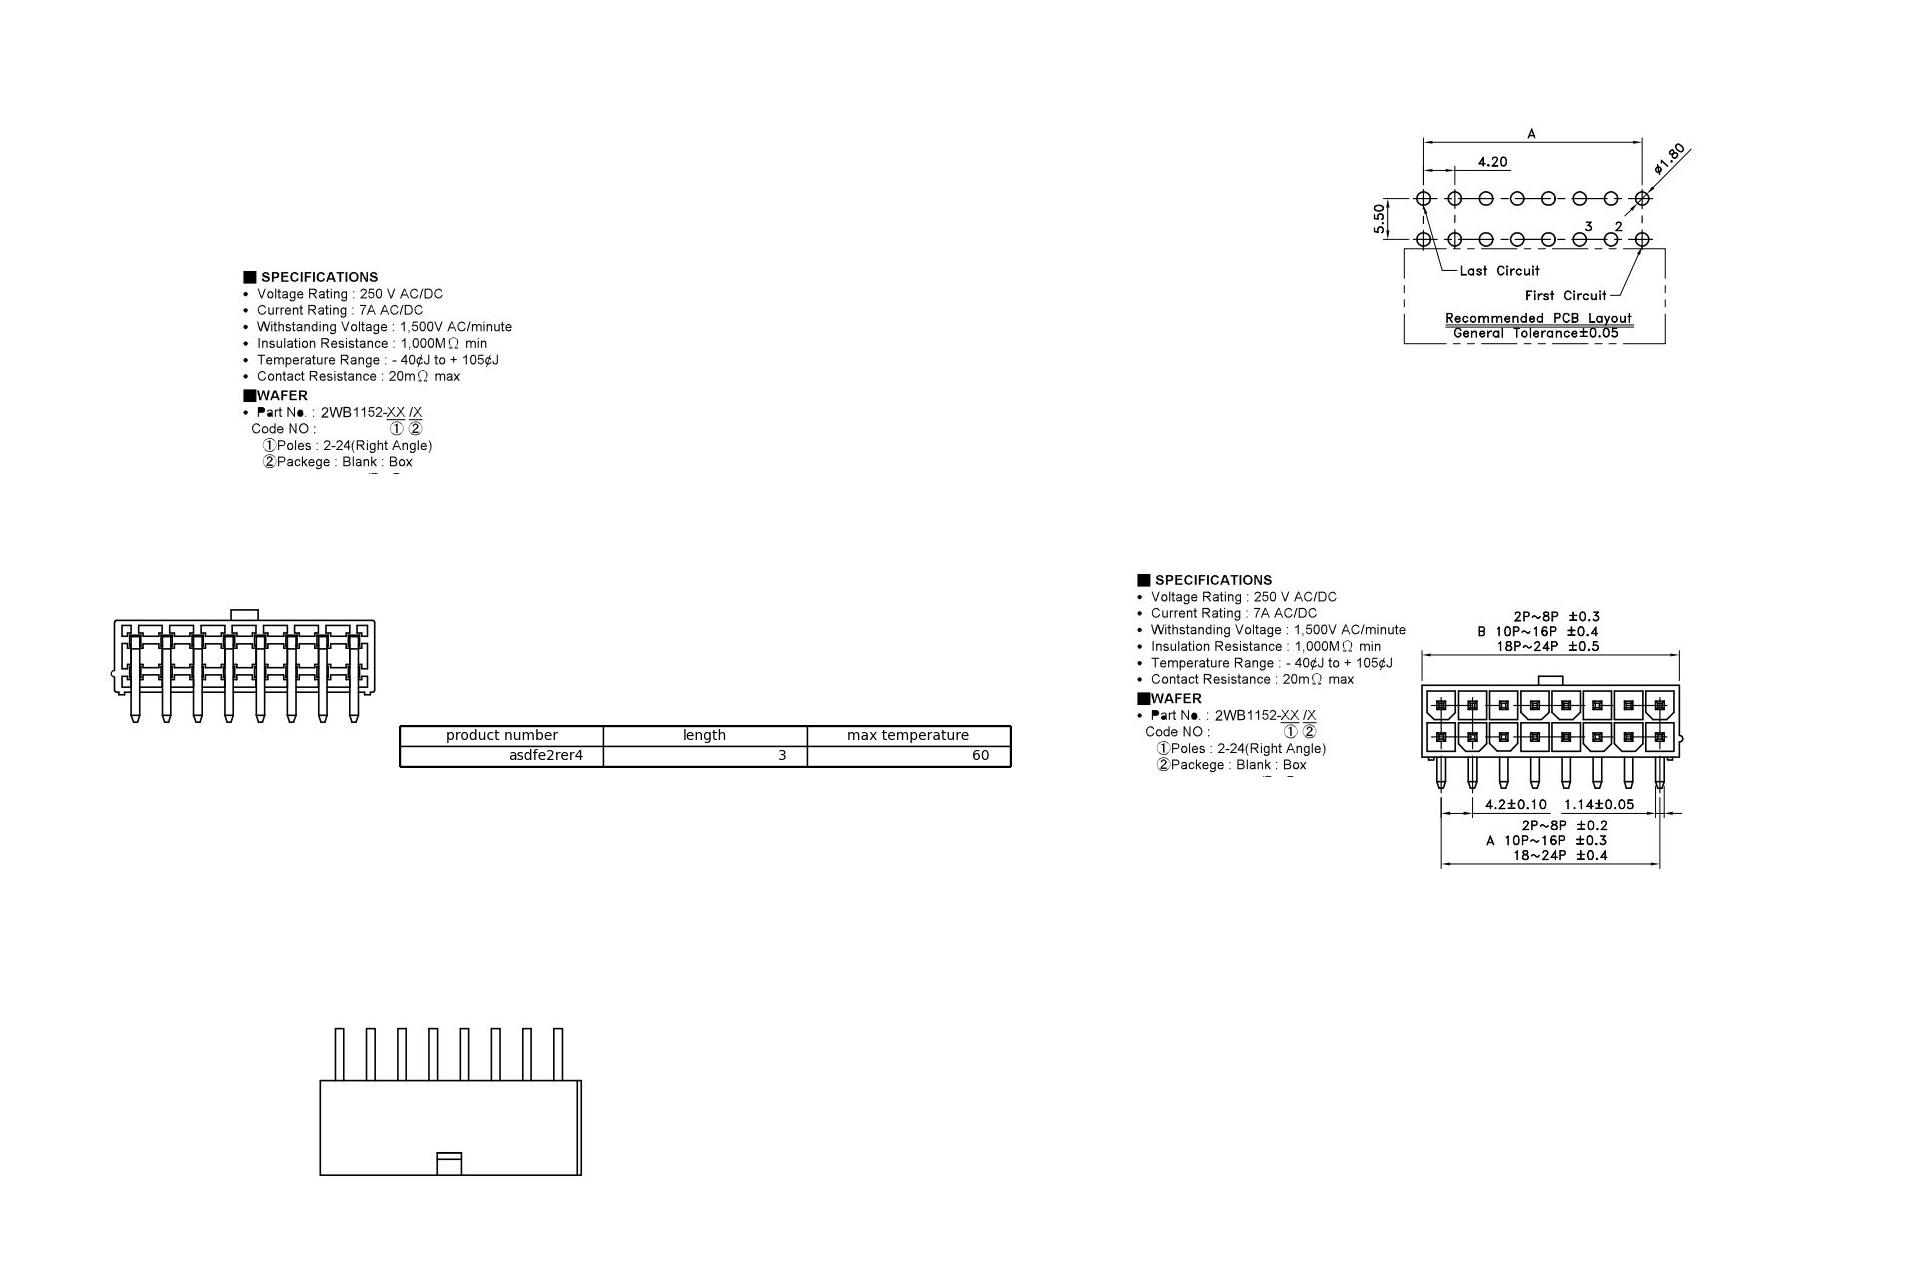 A
4.20
ø1.80
5.50
3 2
Last Circuit
First Circuit
Recommended PCB Layout
General Tolerance±0.05
■ SPECIFICATIONS
• Voltage Rating : 250 V AC/DC
• Current Rating : 7A AC/DC
• Withstanding Voltage : 1,500V AC/minute
• Insulation Resistance : 1,000MΩ min
• Temperature Range : - 40¢J to + 105¢J
• Contact Resistance : 20mΩ max
■WAFER
• Part No. : 2WB1152-XX /X
Code NO : ① ②
①Poles : 2-24(Right Angle)
②Packege : Blank : Box
product number length max temperature
asdfe2rer4 3 60
■ SPECIFICATIONS
• Voltage Rating : 250 V AC/DC
• Current Rating : 7A AC/DC
• Withstanding Voltage : 1,500V AC/minute
• Insulation Resistance : 1,000MΩ min
• Temperature Range : - 40¢J to + 105¢J
• Contact Resistance : 20mΩ max
■WAFER
• Part No. : 2WB1152-XX /X
Code NO : ① ②
①Poles : 2-24(Right Angle)
②Packege : Blank : Box
2P~8P ±0.3
B 10P~16P ±0.4
18P~24P ±0.5
4.2±0.10 1.14±0.05
2P~8P ±0.2
A 10P~16P ±0.3
18~24P ±0.4